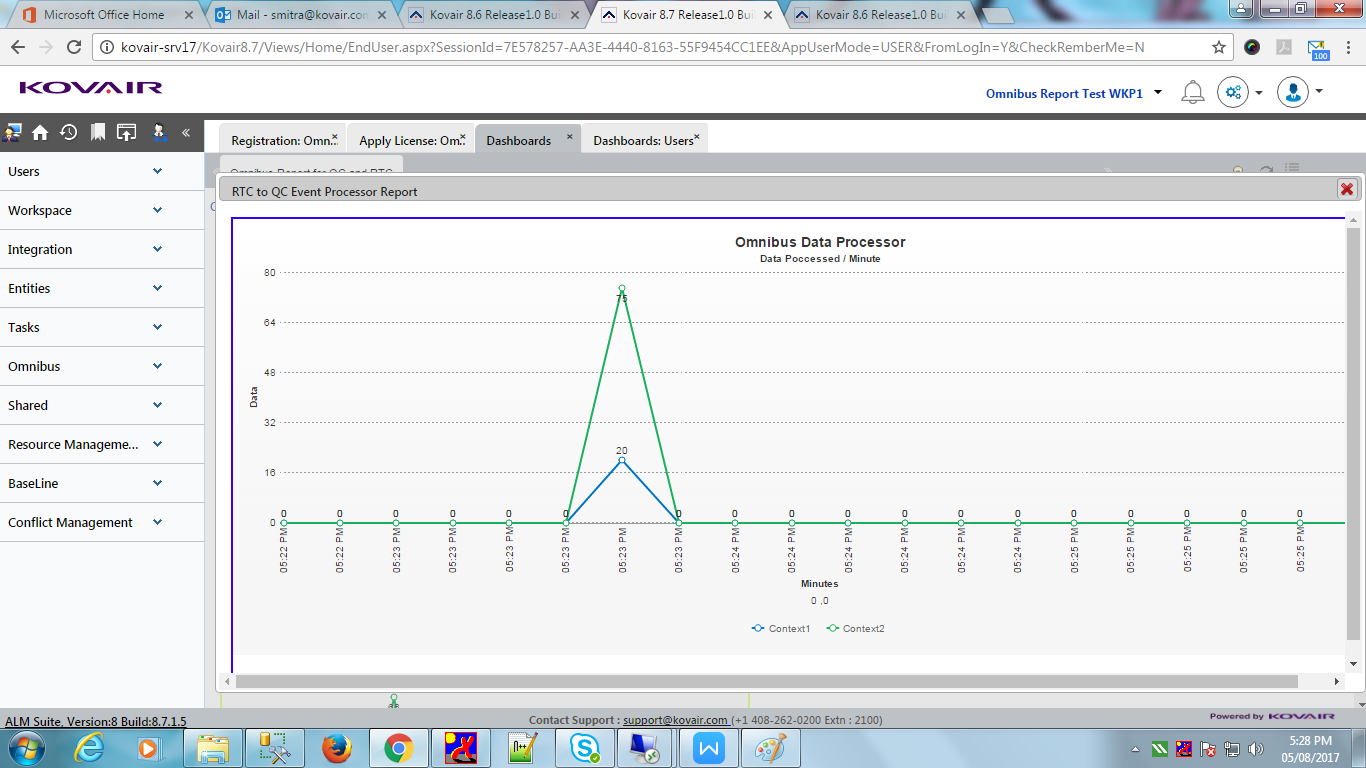 Microsoft Office Home
Mail - smitra@kovair.con
Kovair 8.6 Release1.0 Bui
Kovair 8.7 Release1.0 Bui
Kovair 8.6 Release1.0 Bui
kovair-srv17/Kovair8.7/Views/Home/EndUser.aspx?SessionId=7E578257-AA3E-4440-8163-55F9454CC1EE&AppUserMode=USER&FromLogIn=Y&CheckRemberMe=N
100
KOVAIR
Omnibus Report Test WKP1
Registration: Omn..
Apply License: Om..
Dashboards
Dashboards: Users
Users
Workspace
Integration
Entities
Tasks
Omnibus
Shared
Resource Manageme...
BaseLine
Conflict Management
Omnibus Report for QC and RTC
RTC to QC Event Processor Report
Omnibus Data Processor
Data Poccessed / Minute
80
64
48
32
16
0
Data
75
20
0 0 0 0 0 0 0 0 0 0 0 0 0 0 0 0 0
05:22 PM 05:22 PM 05:23 PM 05:23 PM 05:23 PM 05:23 PM 05:23 PM 05:23 PM 05:24 PM 05:24 PM 05:24 PM 05:24 PM 05:24 PM 05:25 PM 05:25 PM 05:25 PM 05:25 PM 05:25 PM 05:25 PM
Minutes
0 ,0
Context1 Context2
ALM Suite, Version:8 Build:8.7.1.5
Contact Support : support@kovair.com (+1 408-262-0200 Extn : 2100)
Powered by KOVAIR
5:28 PM
05/08/2017